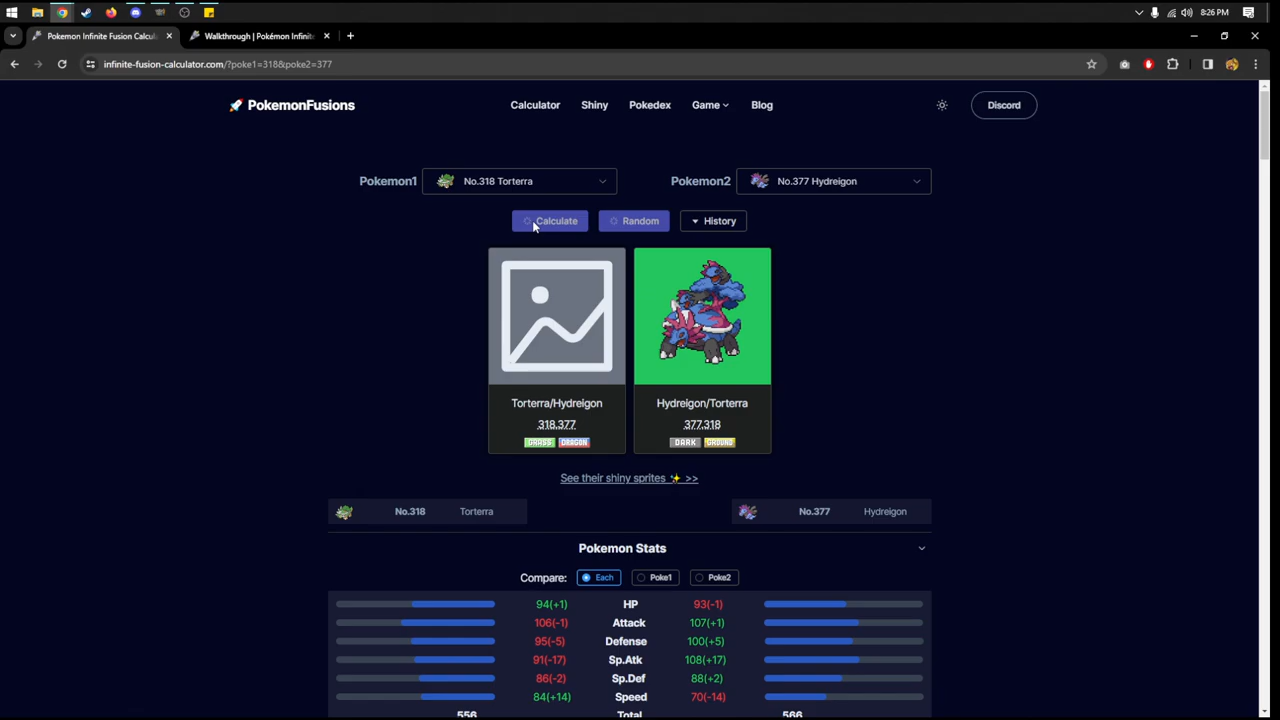 8:26 PM
Pokemon Infinite Fusion Calcula
Walkthrough | Pokémon Infinite
infinite-fusion-calculator.com/?poke1=318&poke2=377
PokemonFusions
Calculator Shiny Pokedex Game Blog Discord
Pokemon1 No.318 Torterra Pokemon2 No.377 Hydreigon
Calculate Random History
Torterra/Hydreigon Hydreigon/Torterra
318.377 377.318
GRASS DRAGON DARK GROUND
See their shiny sprites ✨ >>
No.318 Torterra No.377 Hydreigon
Pokemon Stats
Compare: Each Poke1 Poke2
94(+1) HP 93(-1)
106(-1) Attack 107(+1)
95(-5) Defense 100(+5)
91(-17) Sp.Atk 108(+17)
86(-2) Sp.Def 88(+2)
84(+14) Speed 70(-14)
556 Total 566